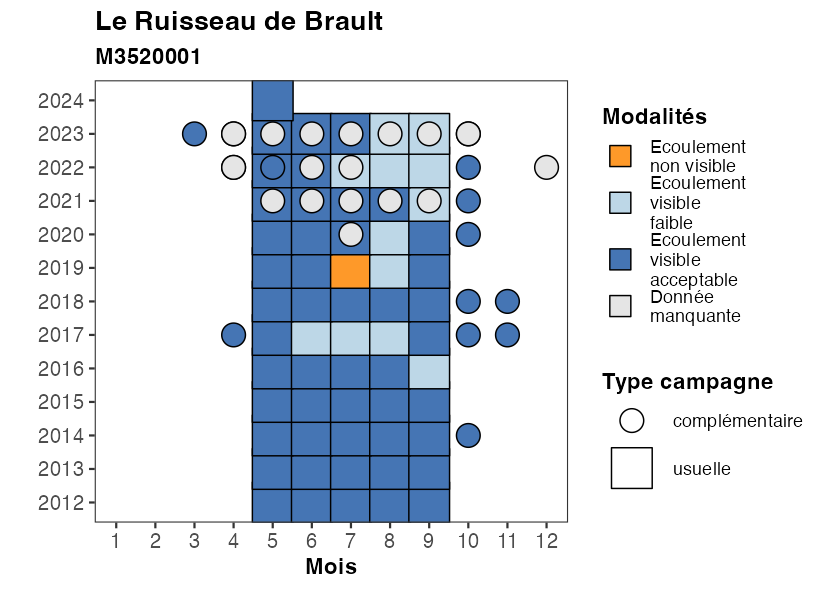 Le Ruisseau de Brault
M3520001
2024
2023
2022
2021
2020
2019
2018
2017
2016
2015
2014
2013
2012
1 2 3 4 5 6 7 8 9 10 11 12
Mois
Modalités
Ecoulement
non visible
Ecoulement
visible
faible
Ecoulement
visible
acceptable
Donnée
manquante
Type campagne
complémentaire
usuelle